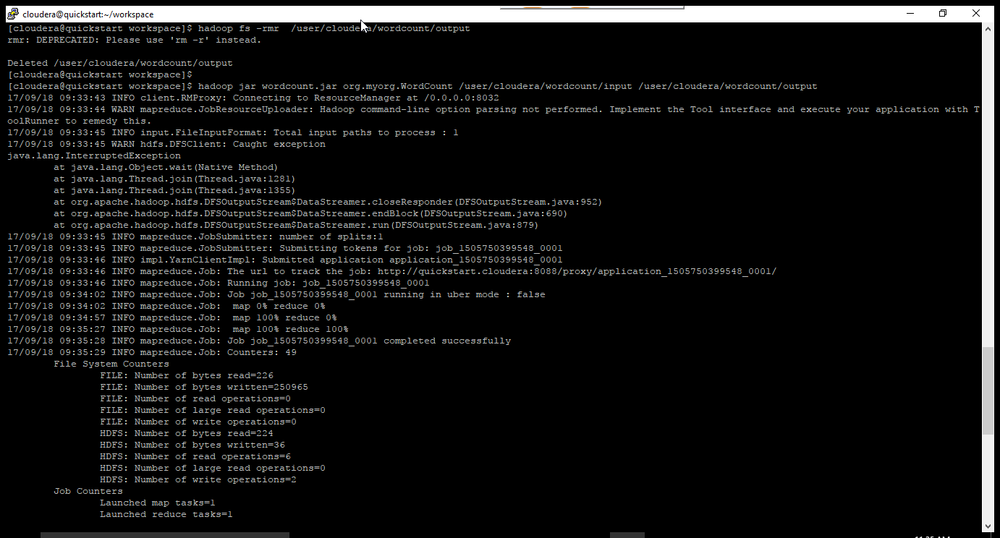 cloudera@quickstart:~/workspace
[cloudera@quickstart workspace]$ hadoop fs -rmr  /user/cloudera/wordcount/output
rmr: DEPRECATED: Please use 'rm -r' instead.
Deleted /user/cloudera/wordcount/output
[cloudera@quickstart workspace]$
[cloudera@quickstart workspace]$ hadoop jar wordcount.jar org.myorg.WordCount /user/cloudera/wordcount/input /user/cloudera/wordcount/output
17/09/18 09:33:43 INFO client.RMProxy: Connecting to ResourceManager at /0.0.0.0:8032
17/09/18 09:33:44 WARN mapreduce.JobResourceUploader: Hadoop command-line option parsing not performed. Implement the Tool interface and execute your application with T
oolRunner to remedy this.
17/09/18 09:33:45 INFO input.FileInputFormat: Total input paths to process : 1
17/09/18 09:33:45 WARN hdfs.DFSClient: Caught exception
java.lang.InterruptedException
        at java.lang.Object.wait(Native Method)
        at java.lang.Thread.join(Thread.java:1281)
        at java.lang.Thread.join(Thread.java:1355)
        at org.apache.hadoop.hdfs.DFSOutputStream$DataStreamer.closeResponder(DFSOutputStream.java:952)
        at org.apache.hadoop.hdfs.DFSOutputStream$DataStreamer.endBlock(DFSOutputStream.java:690)
        at org.apache.hadoop.hdfs.DFSOutputStream$DataStreamer.run(DFSOutputStream.java:879)
17/09/18 09:33:45 INFO mapreduce.JobSubmitter: number of splits:1
17/09/18 09:33:45 INFO mapreduce.JobSubmitter: Submitting tokens for job: job_1505750399548_0001
17/09/18 09:33:46 INFO impl.YarnClientImpl: Submitted application application_1505750399548_0001
17/09/18 09:33:46 INFO mapreduce.Job: The url to track the job: http://quickstart.cloudera:8088/proxy/application_1505750399548_0001/
17/09/18 09:33:46 INFO mapreduce.Job: Running job: job_1505750399548_0001
17/09/18 09:34:02 INFO mapreduce.Job: Job job_1505750399548_0001 running in uber mode : false
17/09/18 09:34:02 INFO mapreduce.Job:  map 0% reduce 0%
17/09/18 09:34:57 INFO mapreduce.Job:  map 100% reduce 0%
17/09/18 09:35:27 INFO mapreduce.Job:  map 100% reduce 100%
17/09/18 09:35:28 INFO mapreduce.Job: Job job_1505750399548_0001 completed successfully
17/09/18 09:35:29 INFO mapreduce.Job: Counters: 49
        File System Counters
                FILE: Number of bytes read=226
                FILE: Number of bytes written=250965
                FILE: Number of read operations=0
                FILE: Number of large read operations=0
                FILE: Number of write operations=0
                HDFS: Number of bytes read=224
                HDFS: Number of bytes written=36
                HDFS: Number of read operations=6
                HDFS: Number of large read operations=0
                HDFS: Number of write operations=2
        Job Counters
                Launched map tasks=1
                Launched reduce tasks=1